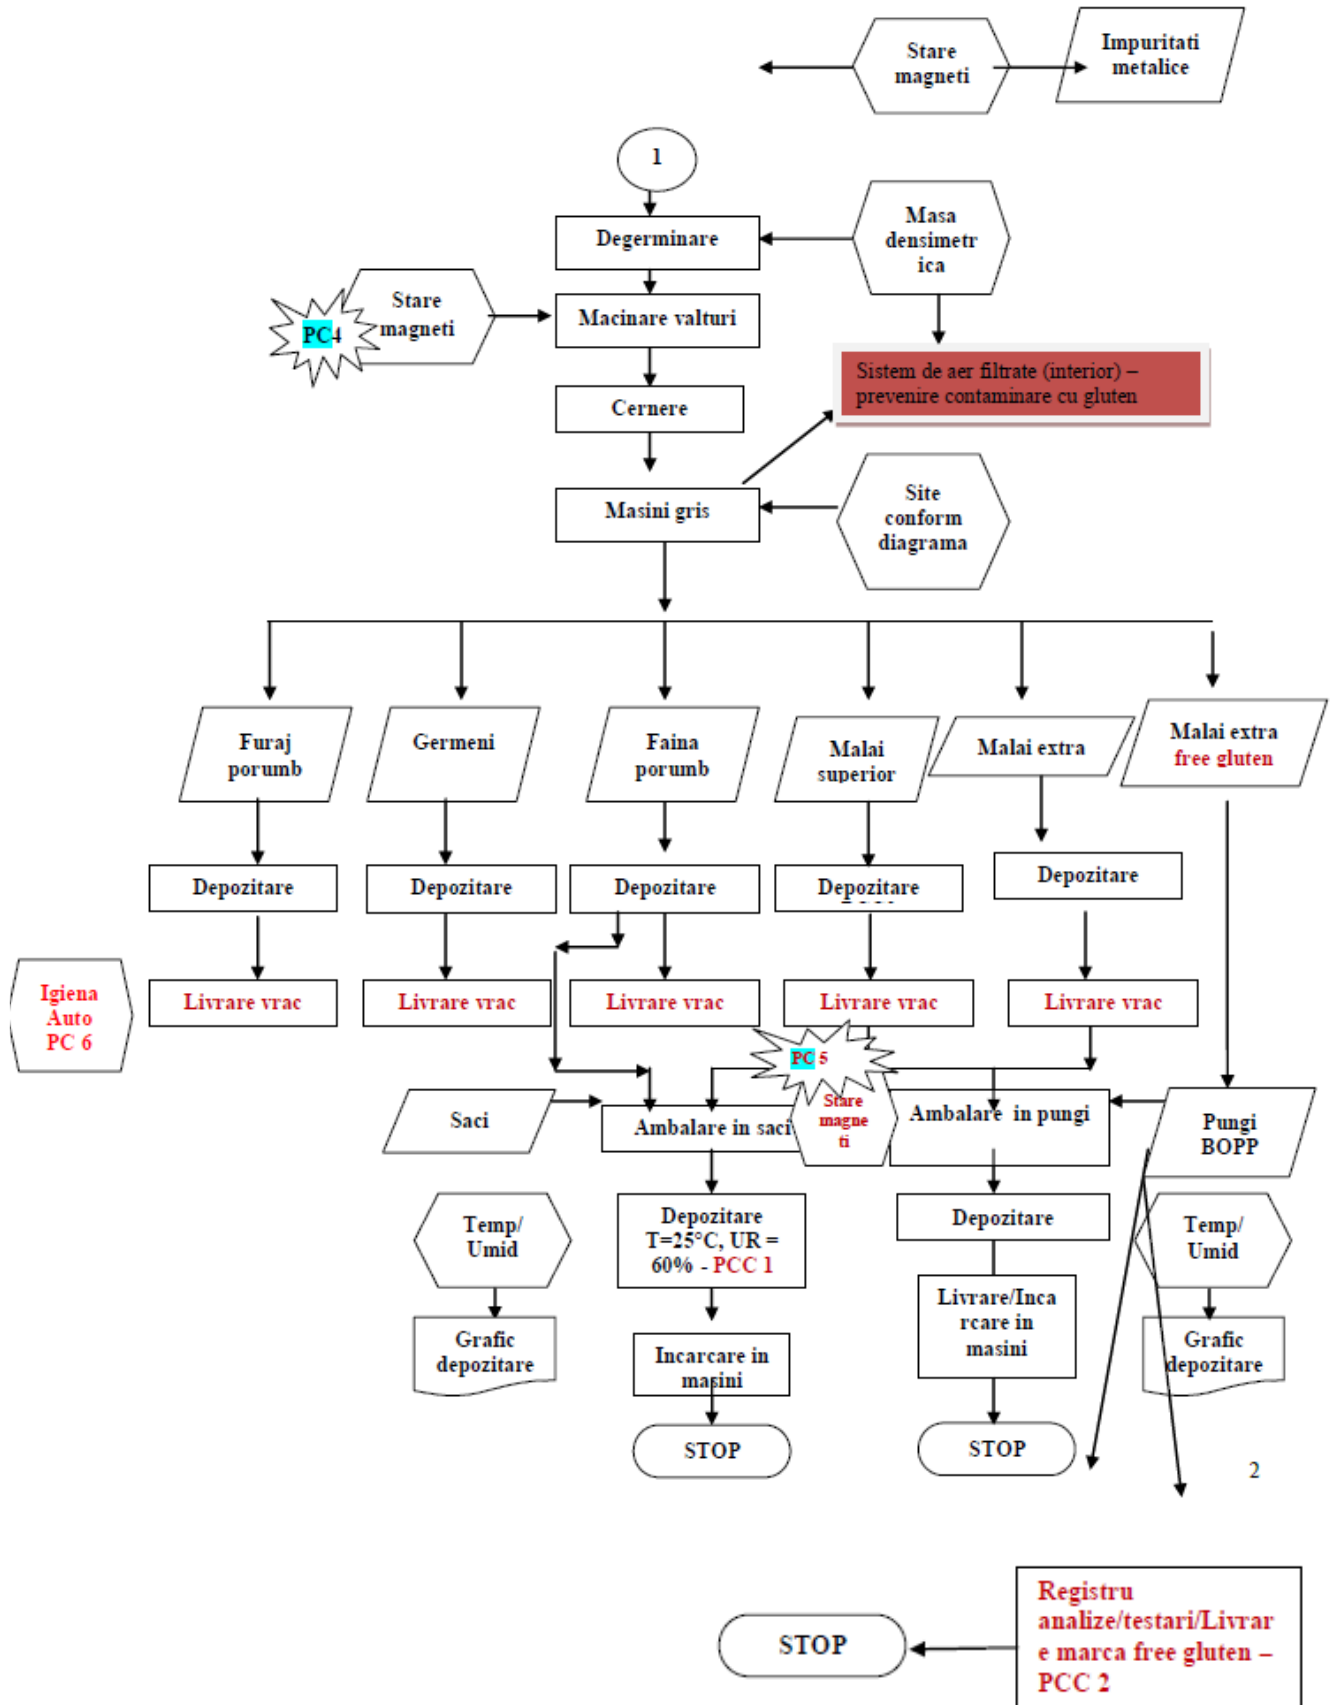 Stare
magneti
Impuritati
metalice
1
Degerminare
Masa
densimetr
ica
Stare
magneti
PC4
Macinare valturi
Sistem de aer filtrate (interior) –
prevenire contaminare cu gluten
Cernere
Masini gris
Site
conform
diagrama
Furaj
porumb
Germeni
Faina
porumb
Malai
superior
Malai extra
Malai extra
free gluten
Depozitare
Depozitare
Depozitare
Depozitare
Depozitare
Igiena
Auto
PC 6
Livrare vrac
Livrare vrac
Livrare vrac
Livrare vrac
Livrare vrac
PC 5
Stare
magne
ti
Saci
Ambalare in saci
Ambalare in pungi
Pungi
BOPP
Temp/
Umid
Depozitare
T=25°C, UR =
60% - PCC 1
Depozitare
Temp/
Umid
Grafic
depozitare
Incarcare in
masini
Livrare/Inca
rcare in
masini
Grafic
depozitare
STOP
STOP
2
STOP
Registru
analize/testari/Livrar
e marca free gluten –
PCC 2